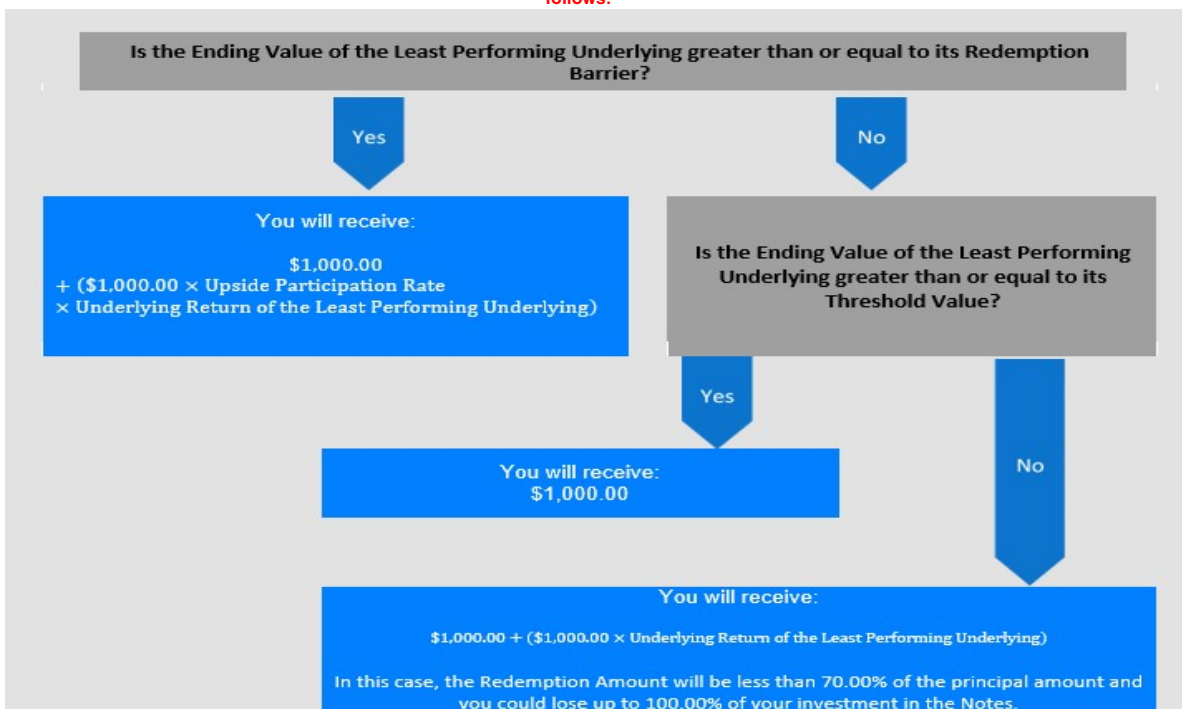 follows:
Is the Ending Value of the Least Performing Underlying greater than or equal to its Redemption
Barrier?
Yes
No
You will receive:
$1,000.00
+ ($1,000.00 × Upside Participation Rate
× Underlying Return of the Least Performing Underlying)
Is the Ending Value of the Least Performing
Underlying greater than or equal to its
Threshold Value?
Yes
No
You will receive:
$1,000.00
You will receive:
$1,000.00 + ($1,000.00 × Underlying Return of the Least Performing Underlying)
In this case, the Redemption Amount will be less than 70.00% of the principal amount and
you could lose up to 100.00% of your investment in the Notes.